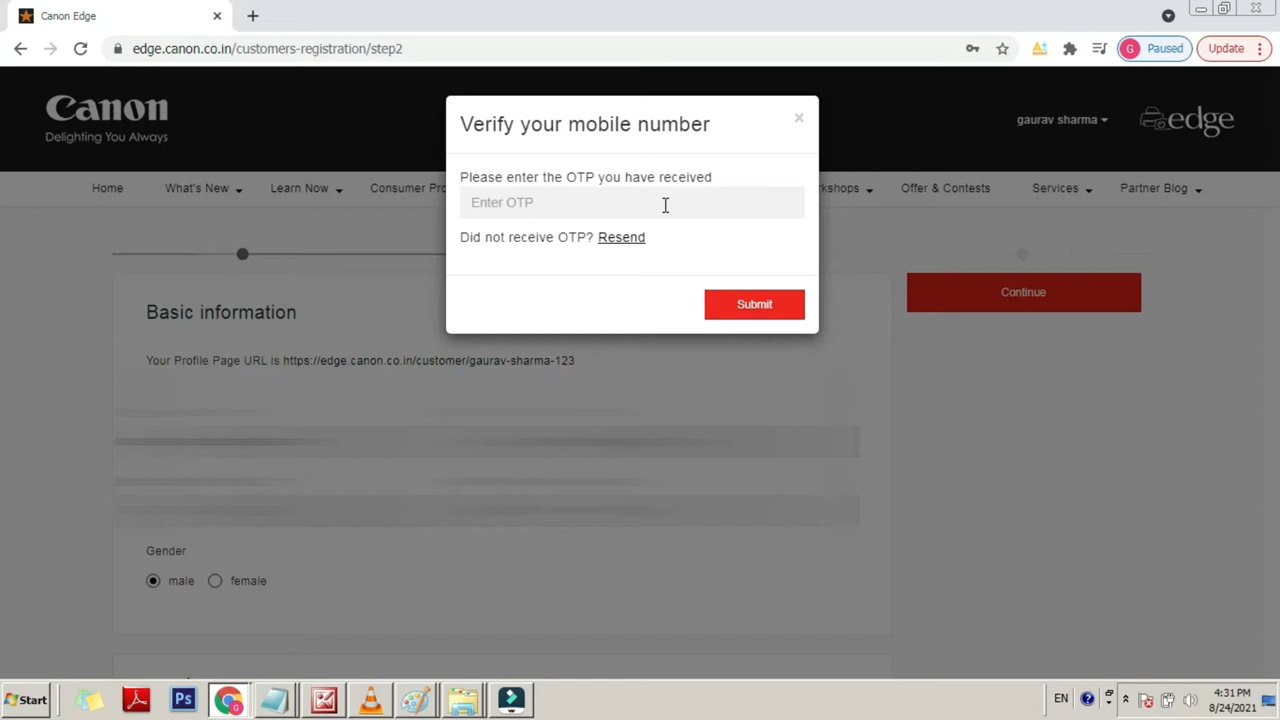 Canon Edge
edge.canon.co.in/customers-registration/step2
G Paused
Update
Canon
Delighting You Always
gaurav sharma
edge
Home
What's New
Learn Now
Consumer Pro
rkshops
Offer & Contests
Services
Partner Blog
Verify your mobile number
×
Please enter the OTP you have received
Enter OTP
Did not receive OTP? Resend
Submit
Continue
Basic information
Your Profile Page URL is https://edge.canon.co.in/customer/gaurav-sharma-123
Gender
male
female
Start
Ps
G
EN
4:31 PM
8/24/2021